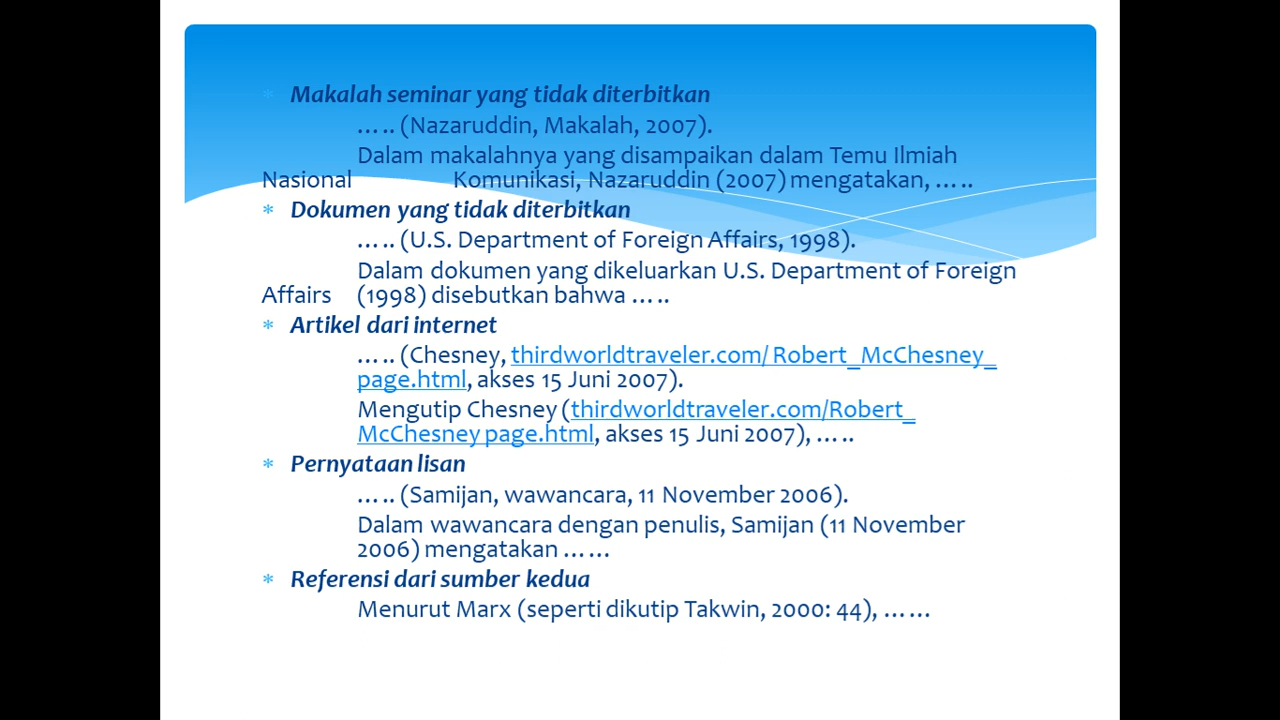 * Makalah seminar yang tidak diterbitkan
….. (Nazaruddin, Makalah, 2007).
Dalam makalahnya yang disampaikan dalam Temu Ilmiah
Nasional Komunikasi, Nazaruddin (2007) mengatakan, …..
* Dokumen yang tidak diterbitkan
….. (U.S. Department of Foreign Affairs, 1998).
Dalam dokumen yang dikeluarkan U.S. Department of Foreign
Affairs (1998) disebutkan bahwa …..
* Artikel dari internet
….. (Chesney, thirdworldtraveler.com/ Robert_McChesney_
page.html, akses 15 Juni 2007).
Mengutip Chesney (thirdworldtraveler.com/Robert_
McChesney page.html, akses 15 Juni 2007), …..
* Pernyataan lisan
….. (Samijan, wawancara, 11 November 2006).
Dalam wawancara dengan penulis, Samijan (11 November
2006) mengatakan ……
* Referensi dari sumber kedua
Menurut Marx (seperti dikutip Takwin, 2000: 44), ……